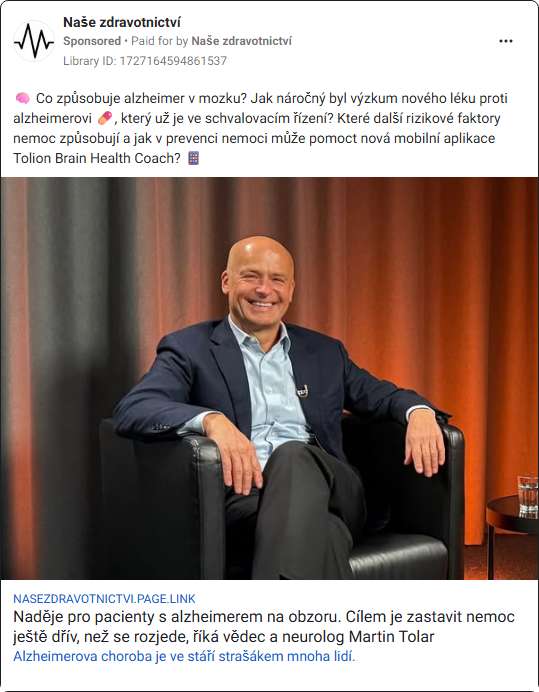 Naše zdravotnictví
Sponsored • Paid for by Naše zdravotnictví
Library ID: 1727164594861537
🧠 Co způsobuje alzheimer v mozku? Jak náročný byl výzkum nového léku proti
alzheimerovi 💊, který už je ve schvalovacím řízení? Které další rizikové faktory
nemoc způsobují a jak v prevenci nemoci může pomoct nová mobilní aplikace
Tolion Brain Health Coach? 📱
NASEZDRAVOTNICTVI.PAGE.LINK
Naděje pro pacienty s alzheimerem na obzoru. Cílem je zastavit nemoc
ještě dřív, než se rozjede, říká vědec a neurolog Martin Tolar
Alzheimerova choroba je ve stáří strašákem mnoha lidí.